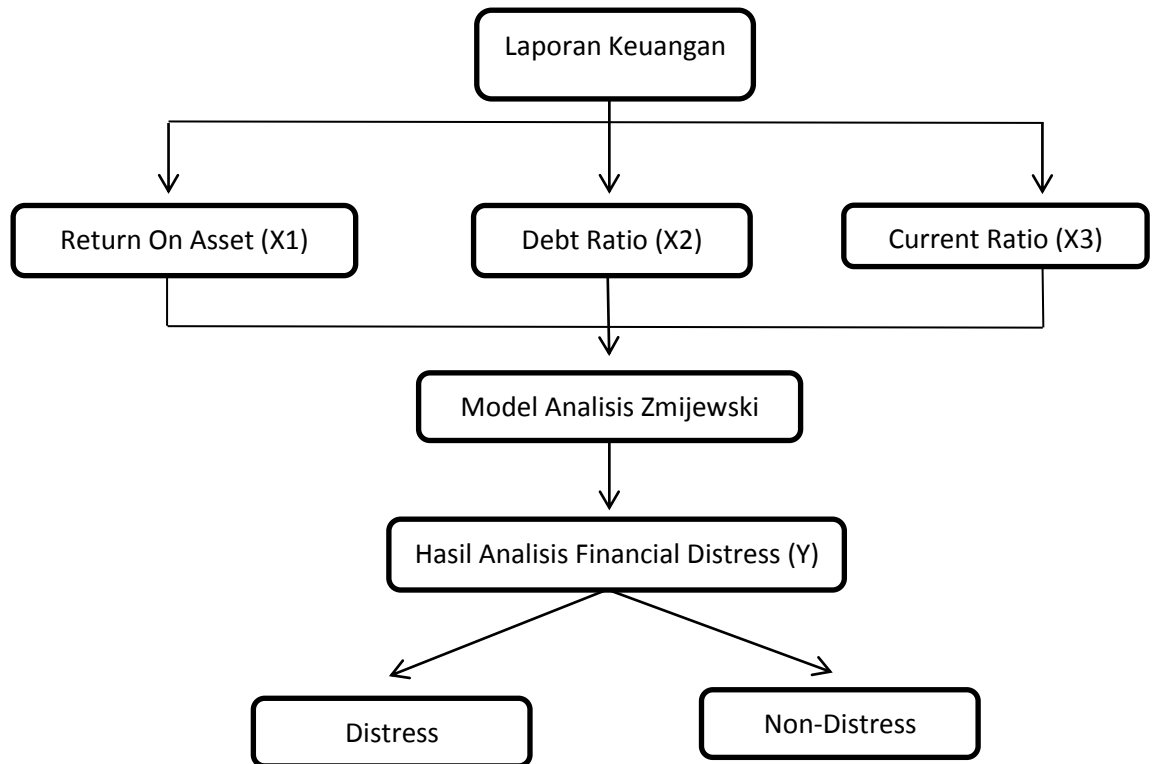 Laporan Keuangan
Return On Asset (X1)
Debt Ratio (X2)
Current Ratio (X3)
Model Analisis Zmijewski
Hasil Analisis Financial Distress (Y)
Distress
Non-Distress